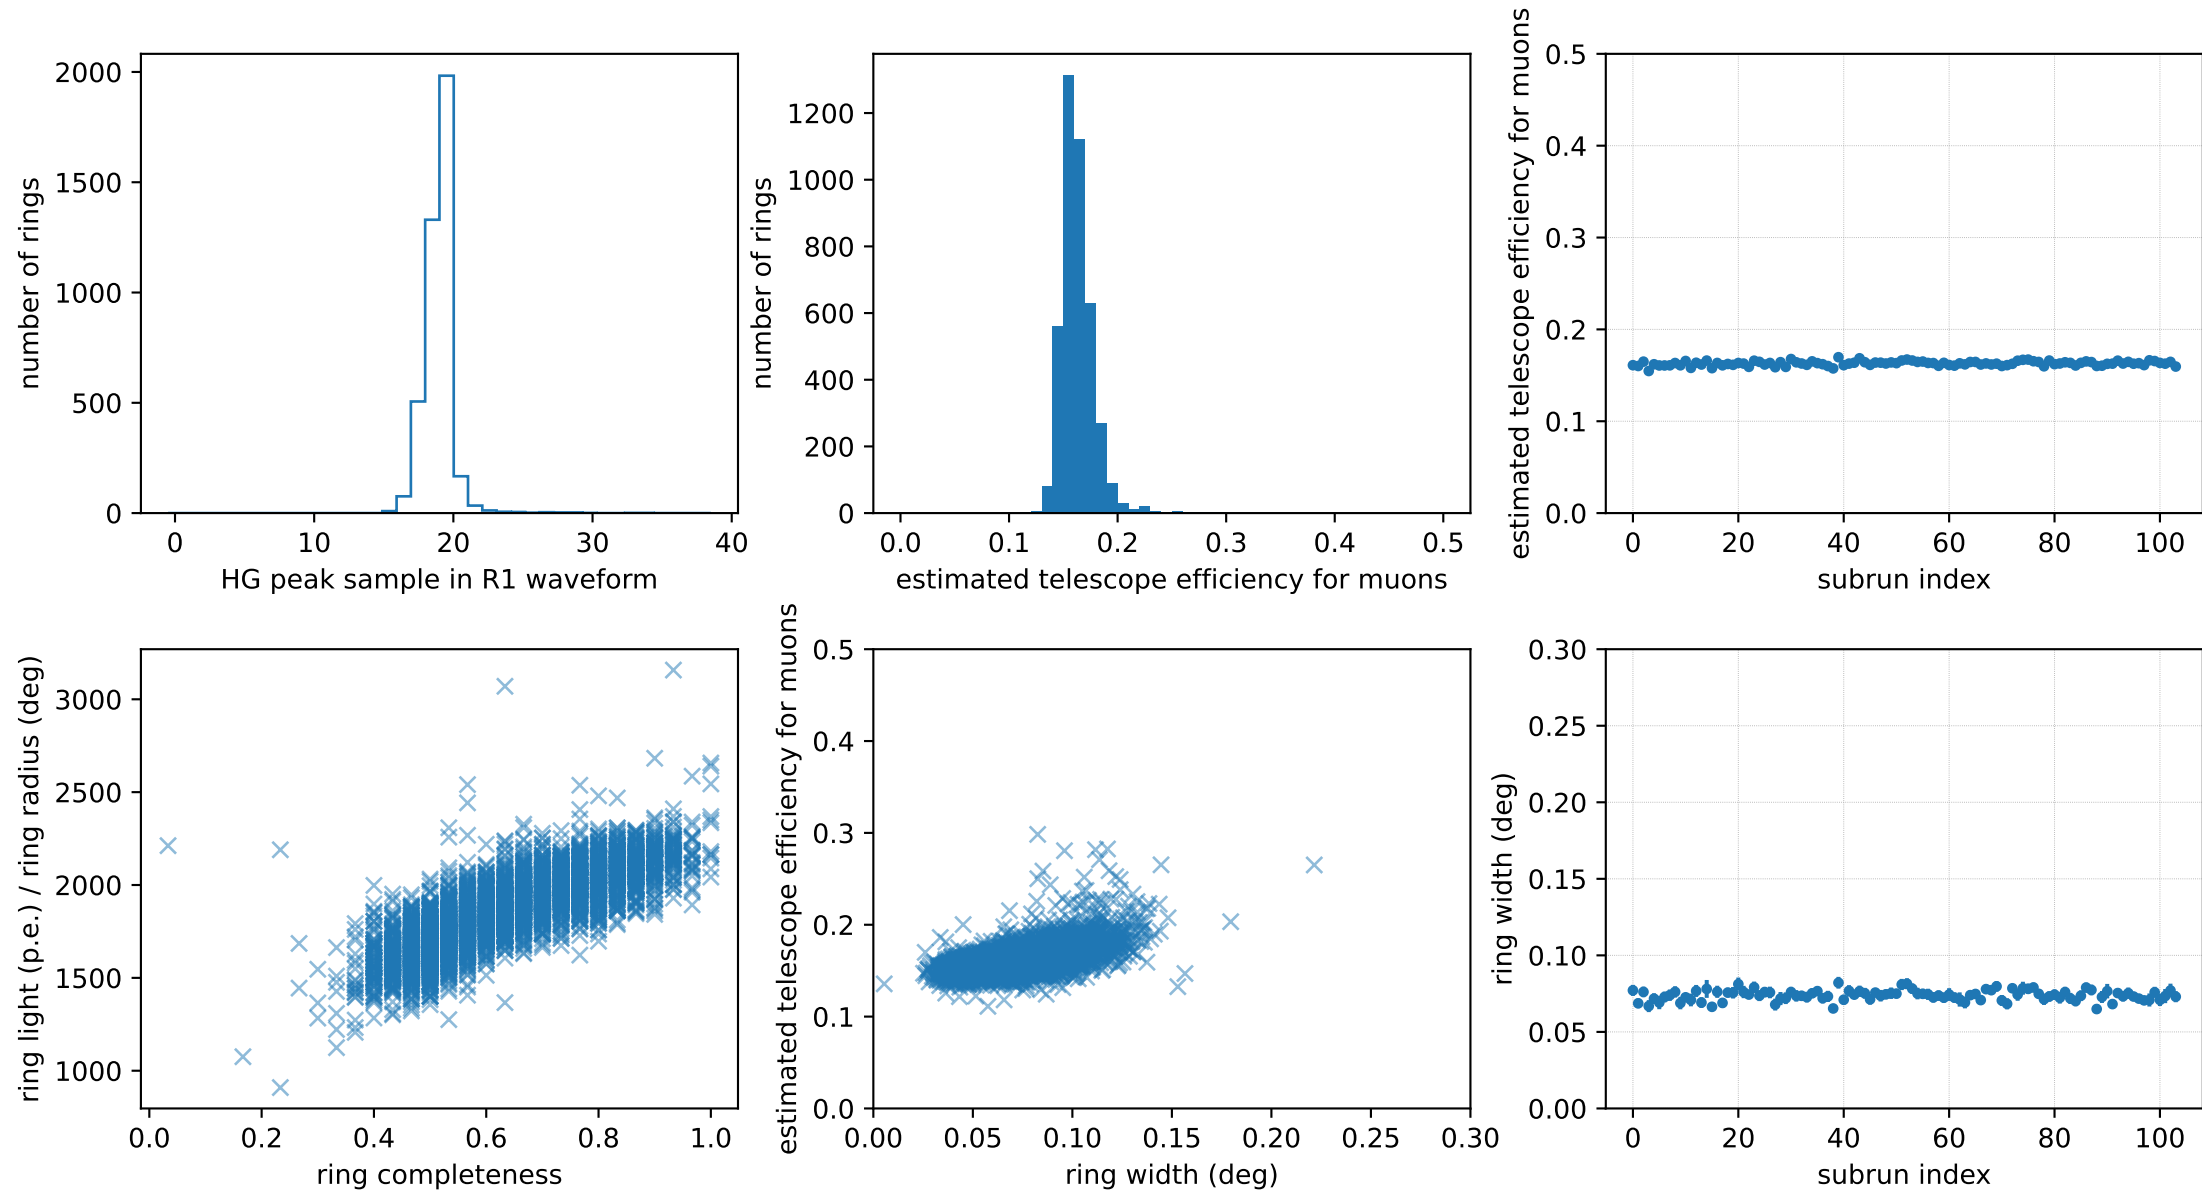 number of rings
2000
1500
1000
500
0
0 10 20 30 40
HG peak sample in R1 waveform
number of rings
1200
1000
800
600
400
200
0
0.0 0.1 0.2 0.3 0.4 0.5
estimated telescope efficiency for muons
estimated telescope efficiency for muons
0.5
0.4
0.3
0.2
0.1
0.0
0 20 40 60 80 100
subrun index
ring light (p.e.) / ring radius (deg)
3000
2500
2000
1500
1000
0.0 0.2 0.4 0.6 0.8 1.0
ring completeness
estimated telescope efficiency for muons
0.5
0.4
0.3
0.2
0.1
0.0
0.00 0.05 0.10 0.15 0.20 0.25 0.30
ring width (deg)
ring width (deg)
0.30
0.25
0.20
0.15
0.10
0.05
0.00
0 20 40 60 80 100
subrun index